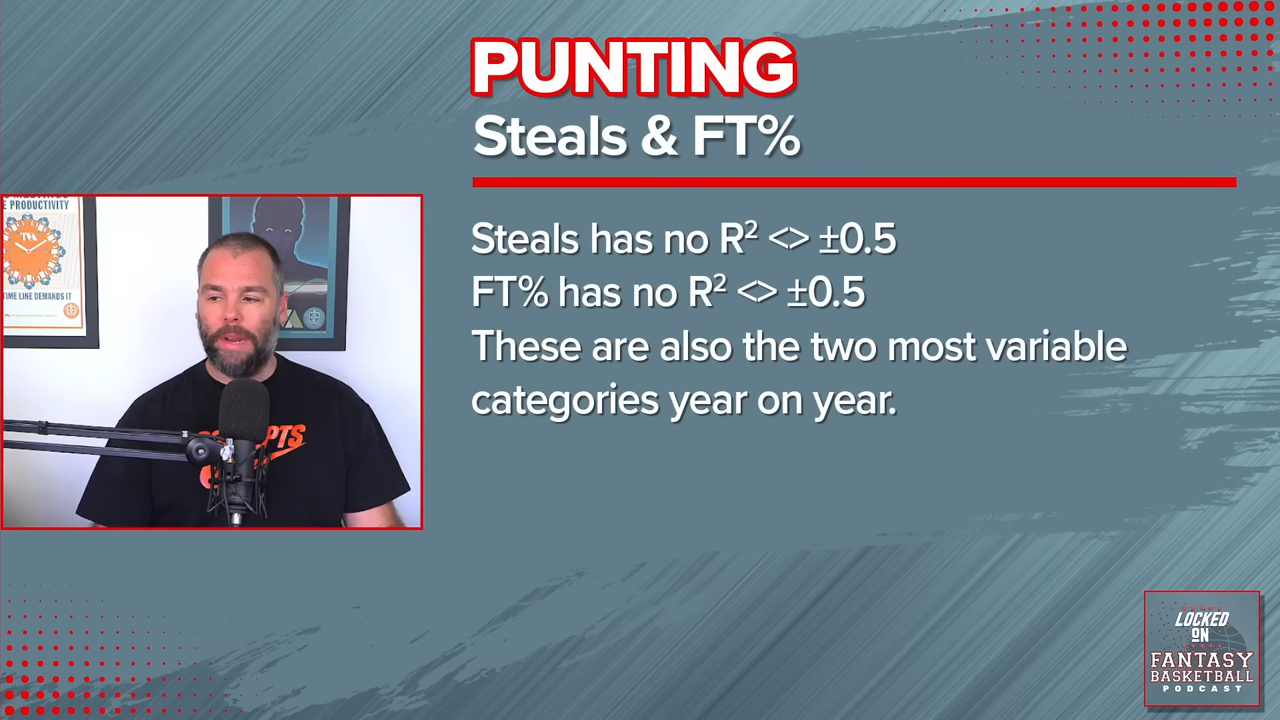 PUNTING
Steals & FT%
Steals has no R² <> ±0.5
FT% has no R² <> ±0.5
These are also the two most variable
categories year on year.
E PRODUCTIVITY
TIME LINE DEMANDS IT
LOCKED
ON
FANTASY
BASKETBALL
PODCAST